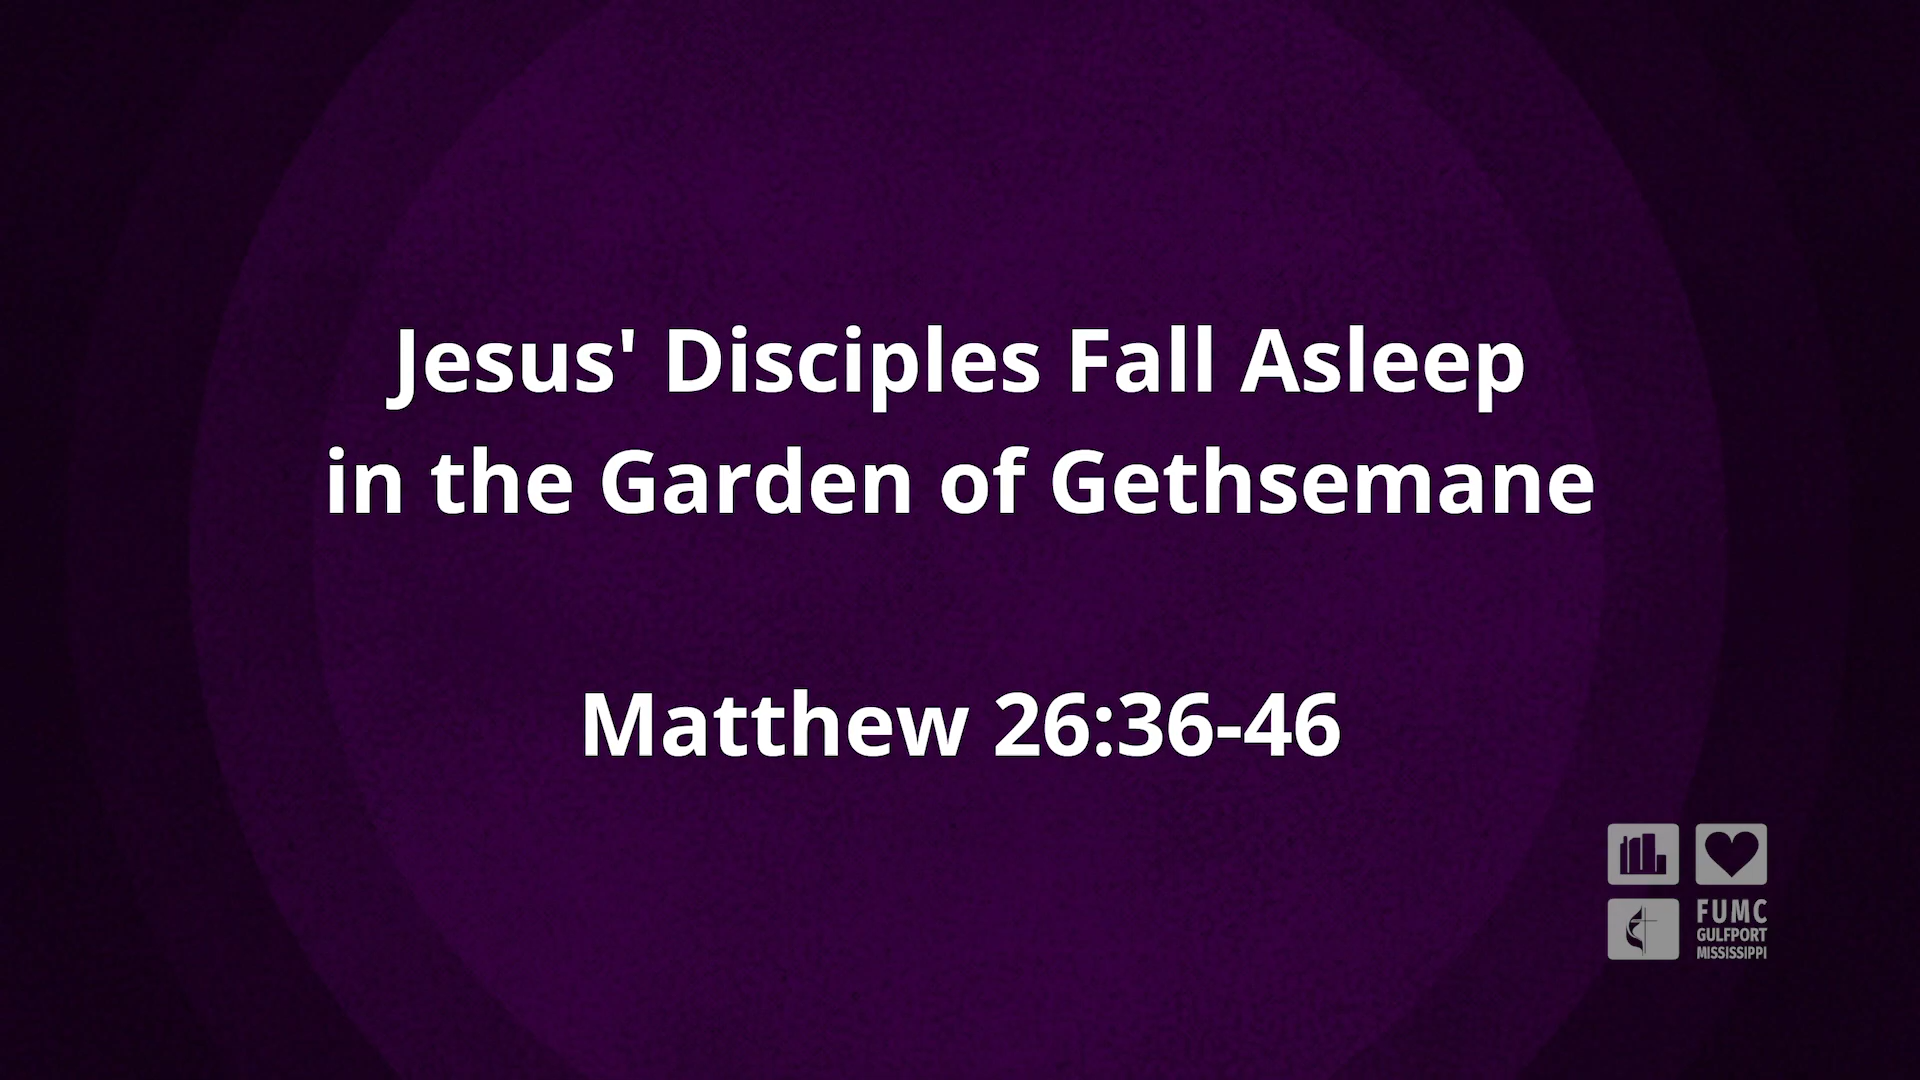 Jesus' Disciples Fall Asleep
in the Garden of Gethsemane
Matthew 26:36-46
FUMC
GULFPORT
MISSISSIPPI